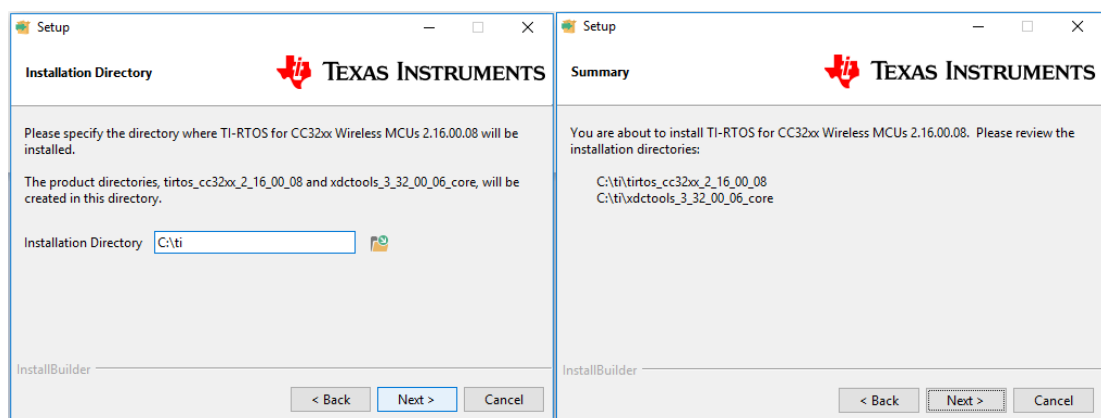 Setup
Installation Directory
TEXAS INSTRUMENTS
Please specify the directory where TI-RTOS for CC32xx Wireless MCUs 2.16.00.08 will be
installed.
The product directories, tirtos_cc32xx_2_16_00_08 and xdctools_3_32_00_06_core, will be
created in this directory.
Installation Directory C:\ti
InstallBuilder
< Back Next > Cancel
Setup
Summary
TEXAS INSTRUMENTS
You are about to install TI-RTOS for CC32xx Wireless MCUs 2.16.00.08. Please review the
installation directories:
C:\ti\tirtos_cc32xx_2_16_00_08
C:\ti\xdctools_3_32_00_06_core
InstallBuilder
< Back Next > Cancel